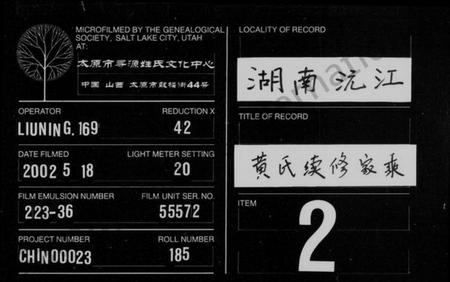 MICROFILMED BY THE GENEALOGICAL
SOCIETY, SALT LAKE CITY, UTAH
AT:
太原市寻源姓氏文化中心
中国 山西 太原市鼓楼街44号
OPERATOR
REDUCTION X
LIUNING.169
42
DATE FILMED
LIGHT METER SETTING
2002 5 18
20
FILM EMULSION NUMBER
FILM UNIT SER. NO.
223-36
55572
PROJECT NUMBER
ROLL NUMBER
CHIN00023
185
LOCALITY OF RECORD
湖南沅江
TITLE OF RECORD
黄氏续修家乘
ITEM
2